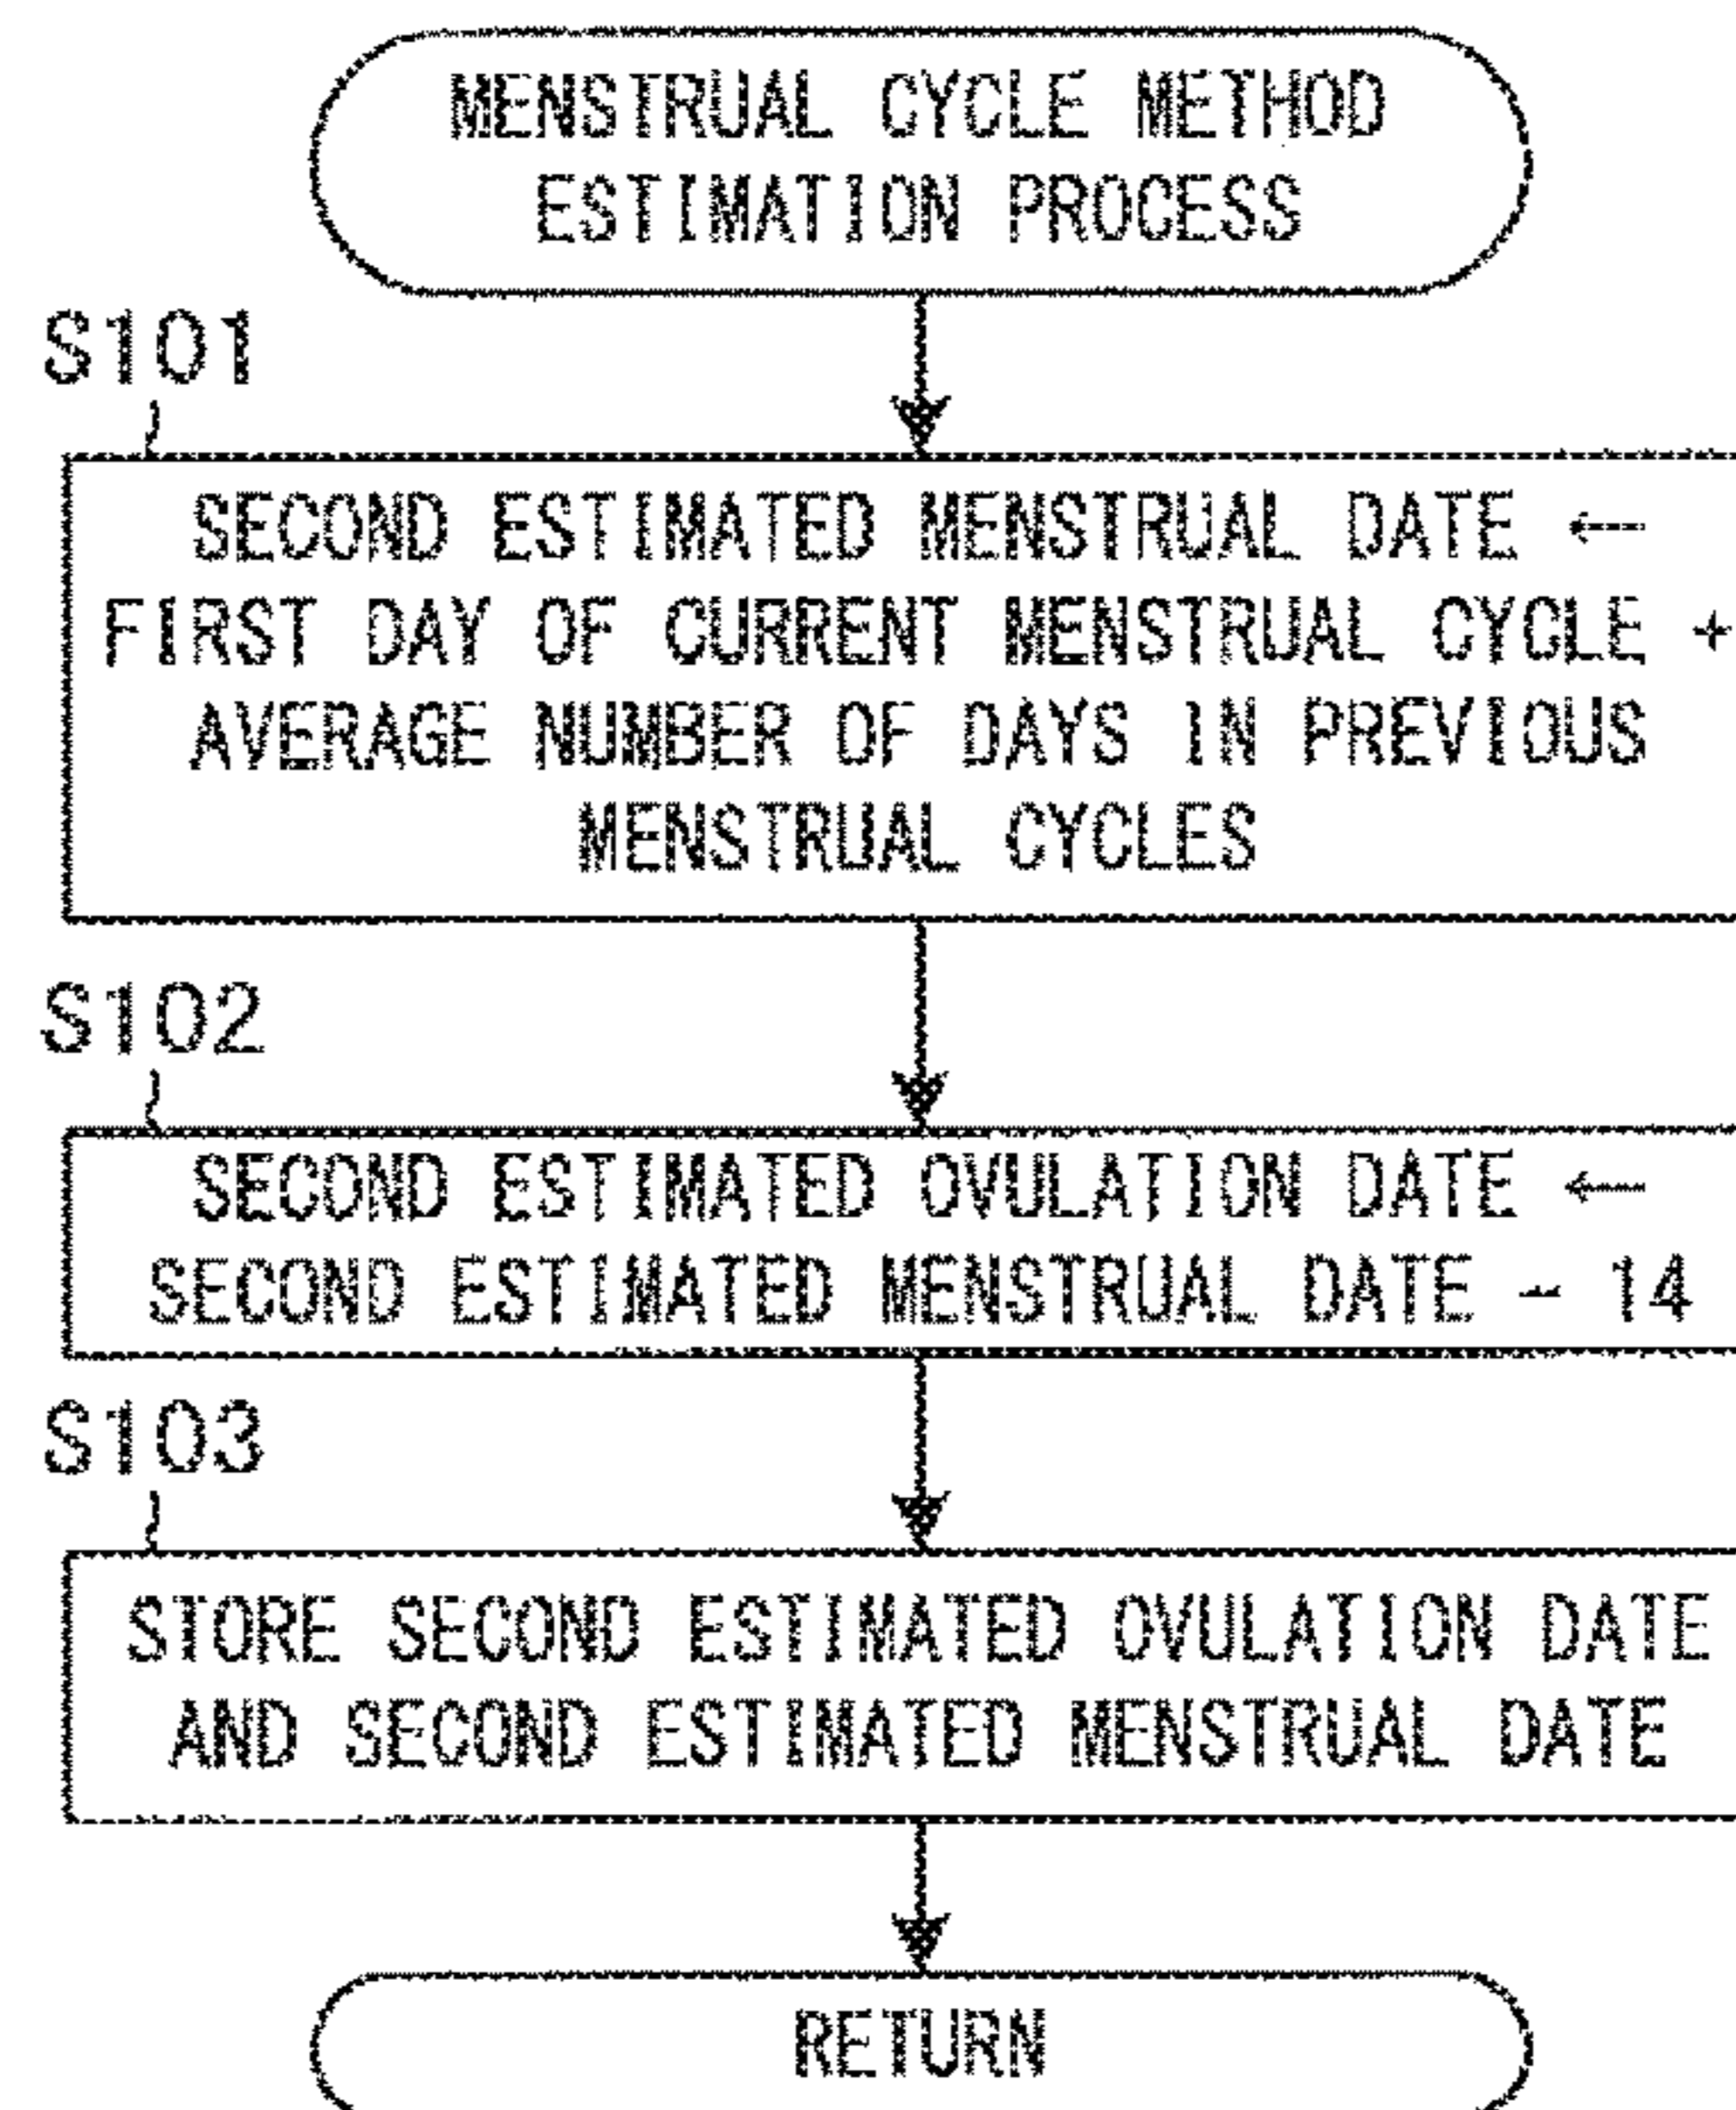 MENSTRUAL CYCLE METHOD
ESTIMATION PROCESS
S101
SECOND ESTIMATED MENSTRUAL DATE ←
FIRST DAY OF CURRENT MENSTRUAL CYCLE +
AVERAGE NUMBER OF DAYS IN PREVIOUS
MENSTRUAL CYCLES
S102
SECOND ESTIMATED OVULATION DATE ←
SECOND ESTIMATED MENSTRUAL DATE - 14
S103
STORE SECOND ESTIMATED OVULATION DATE
AND SECOND ESTIMATED MENSTRUAL DATE
RETURN